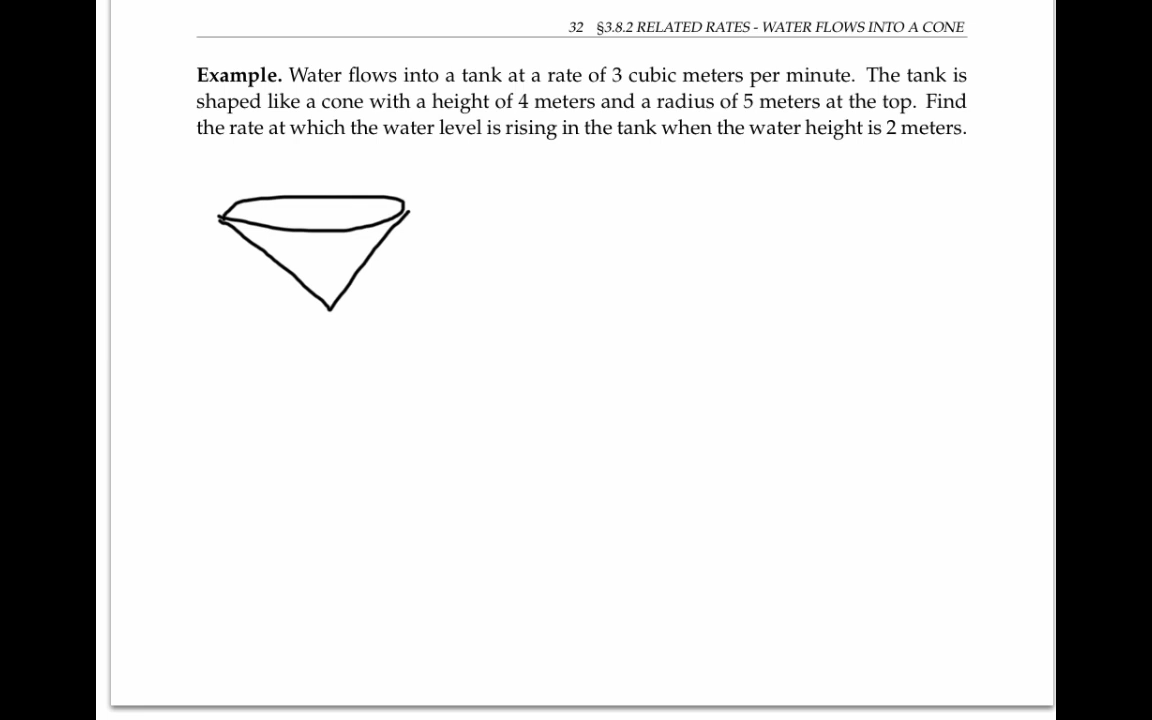 32 §3.8.2 RELATED RATES - WATER FLOWS INTO A CONE
Example. Water flows into a tank at a rate of 3 cubic meters per minute. The tank is
shaped like a cone with a height of 4 meters and a radius of 5 meters at the top. Find
the rate at which the water level is rising in the tank when the water height is 2 meters.